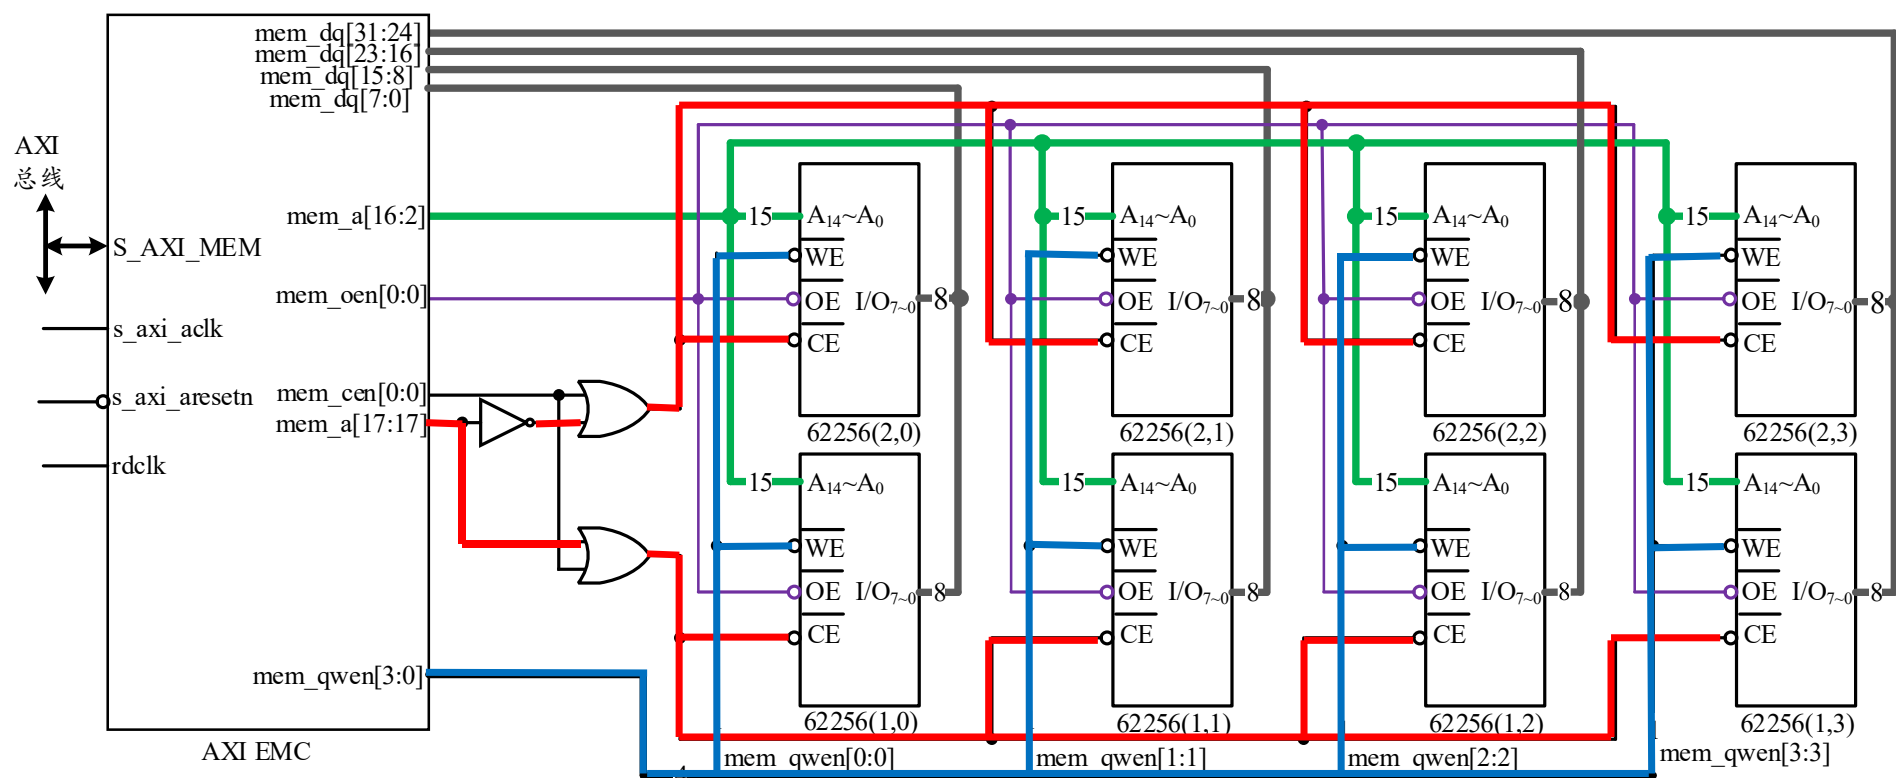 mem_dq[31:24]
mem_dq[23:16]
mem_dq[15:8]
mem_dq[7:0]
AXI
总线
mem_a[16:2]
S_AXI_MEM
mem_oen[0:0]
s_axi_aclk
mem_cen[0:0]
s_axi_aresetn
mem_a[17:17]
rdclk
mem_qwen[3:0]
AXI EMC
15 A14~A0
WE
OE I/O7~0 8
CE
62256(2,0)
15 A14~A0
WE
OE I/O7~0 8
CE
62256(2,1)
15 A14~A0
WE
OE I/O7~0 8
CE
62256(2,2)
15 A14~A0
WE
OE I/O7~0 8
CE
62256(2,3)
15 A14~A0
WE
OE I/O7~0 8
CE
62256(1,0)
15 A14~A0
WE
OE I/O7~0 8
CE
62256(1,1)
15 A14~A0
WE
OE I/O7~0 8
CE
62256(1,2)
15 A14~A0
WE
OE I/O7~0 8
CE
62256(1,3)
mem_qwen[0:0]
mem_qwen[1:1]
mem_qwen[2:2]
mem_qwen[3:3]